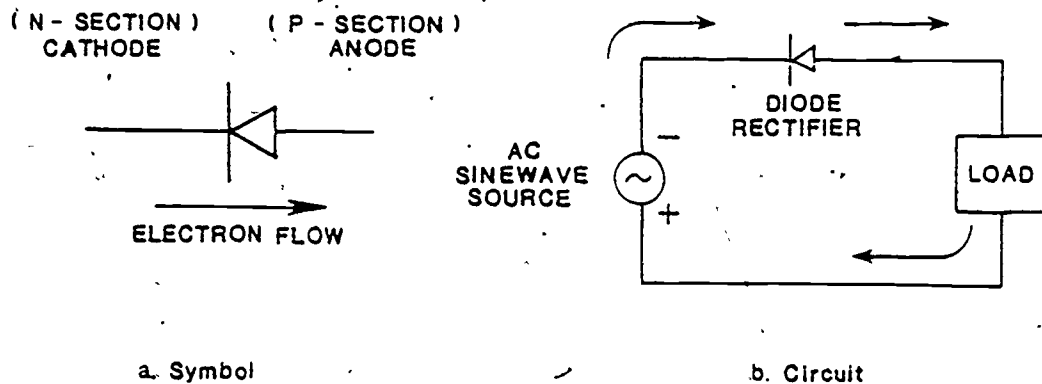 (N - SECTION)
CATHODE
(P - SECTION)
ANODE
ELECTRON FLOW
a. Symbol
DIODE
RECTIFIER
AC
SINEWAVE
SOURCE
−
~
+
LOAD
b. Circuit